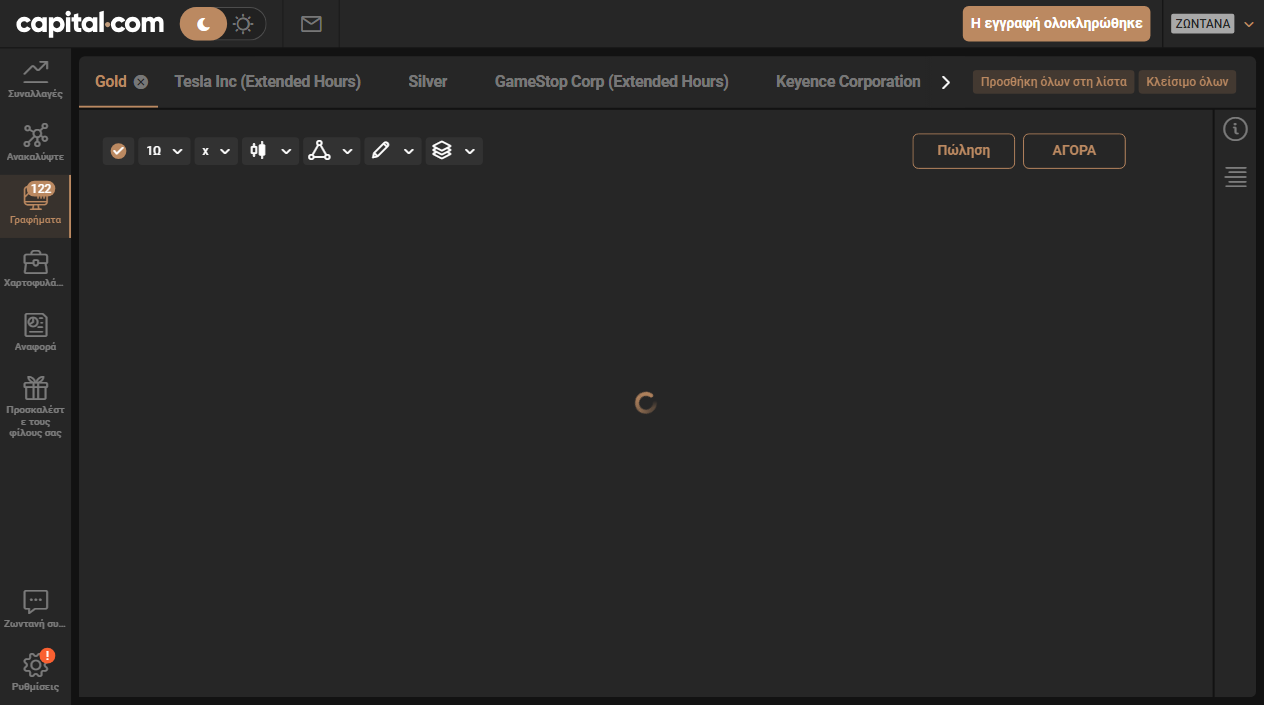 capital.com
Η εγγραφή ολοκληρώθηκε
ΖΩΝΤΑΝΑ
Συναλλαγές
Ανακαλύψτε
122
Γραφήματα
Χαρτοφυλά...
Αναφορά
Προσκαλέστ
ε τους
φίλους σας
Ζωντανή συ...
!
Ρυθμίσεις
Gold
Tesla Inc (Extended Hours)
Silver
GameStop Corp (Extended Hours)
Keyence Corporation
Προσθήκη όλων στη λίστα
Κλείσιμο όλων
1Ω
x
Πώληση
ΑΓΟΡΑ